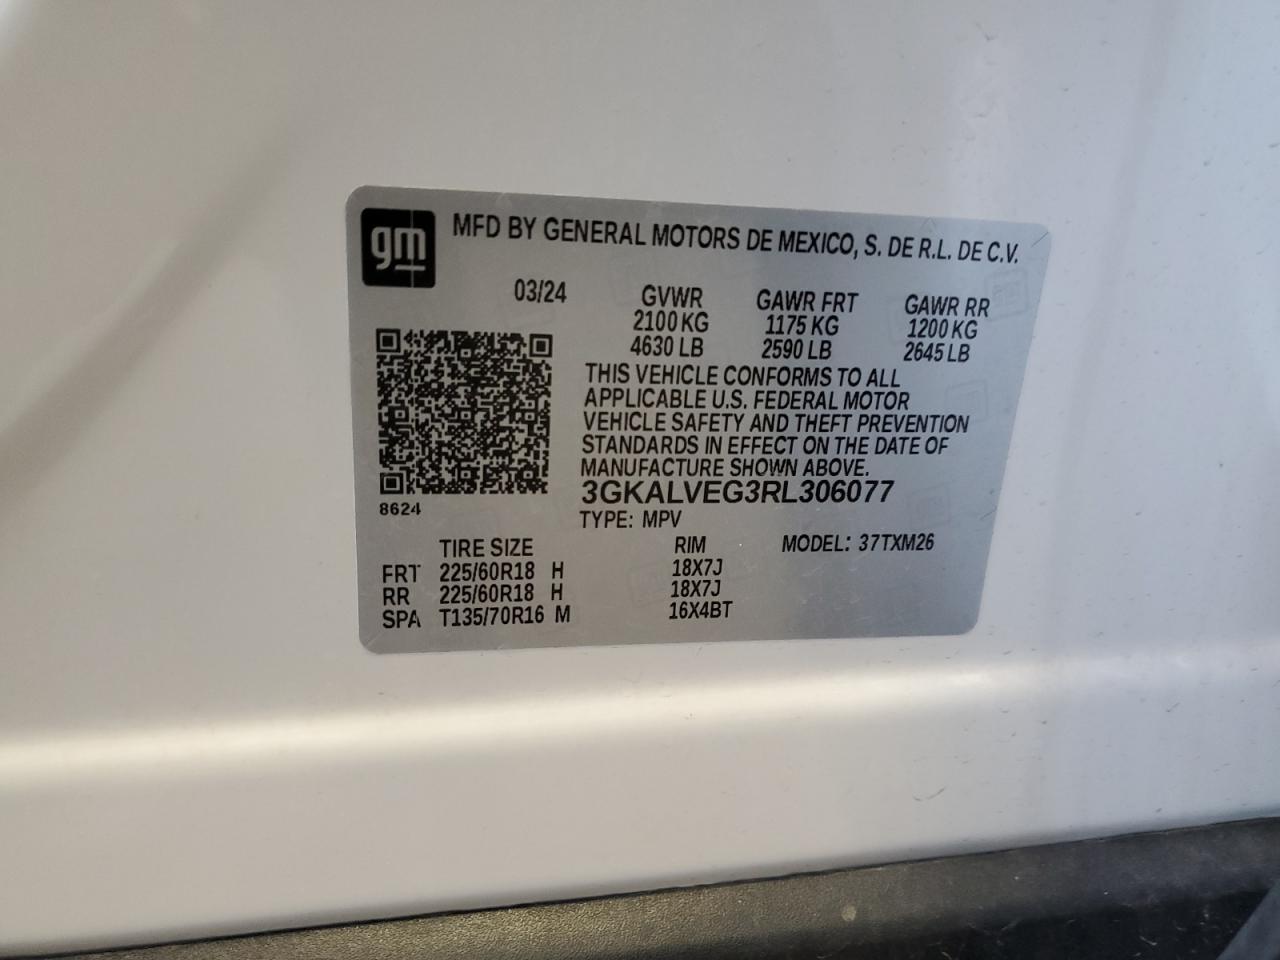 gm MFD BY GENERAL MOTORS DE MEXICO, S. DE R.L. DE C.V.
03/24 GVWR GAWR FRT GAWR RR
2100 KG 1175 KG 1200 KG
4630 LB 2590 LB 2645 LB
THIS VEHICLE CONFORMS TO ALL
APPLICABLE U.S. FEDERAL MOTOR
VEHICLE SAFETY AND THEFT PREVENTION
STANDARDS IN EFFECT ON THE DATE OF
MANUFACTURE SHOWN ABOVE.
3GKALVEG3RL306077
8624
TYPE: MPV
TIRE SIZE RIM MODEL: 37TXM26
FRT 225/60R18 H 18X7J
RR 225/60R18 H 18X7J
SPA T135/70R16 M 16X4BT